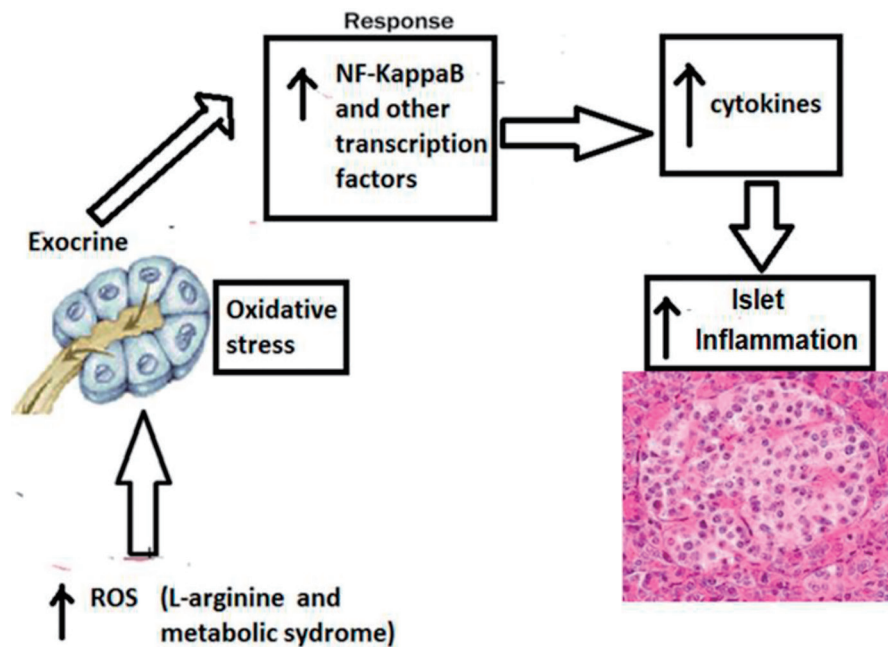 Response
NF-KappaB
and other
transcription
factors
cytokines
Exocrine
Oxidative
stress
Islet
Inflammation
ROS (L-arginine and
metabolic sydrome)